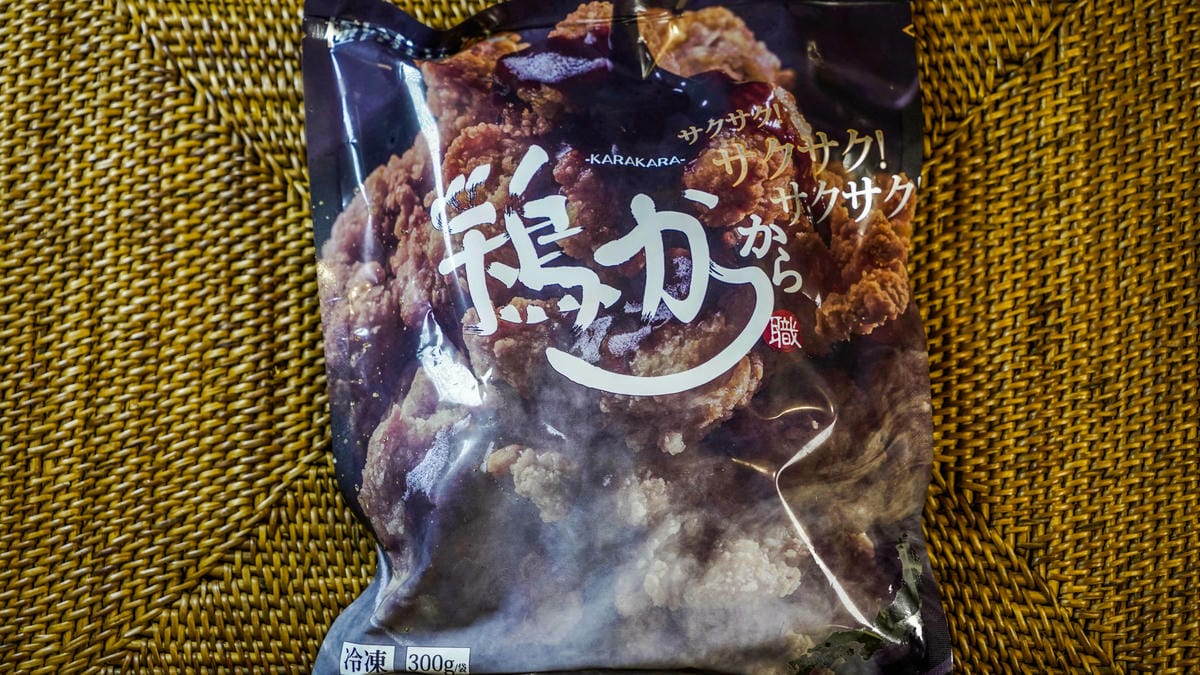 サクサク!
サクサク!
サクサク
-KARAKARA-
鶏から
から
職
冷凍
300g/袋